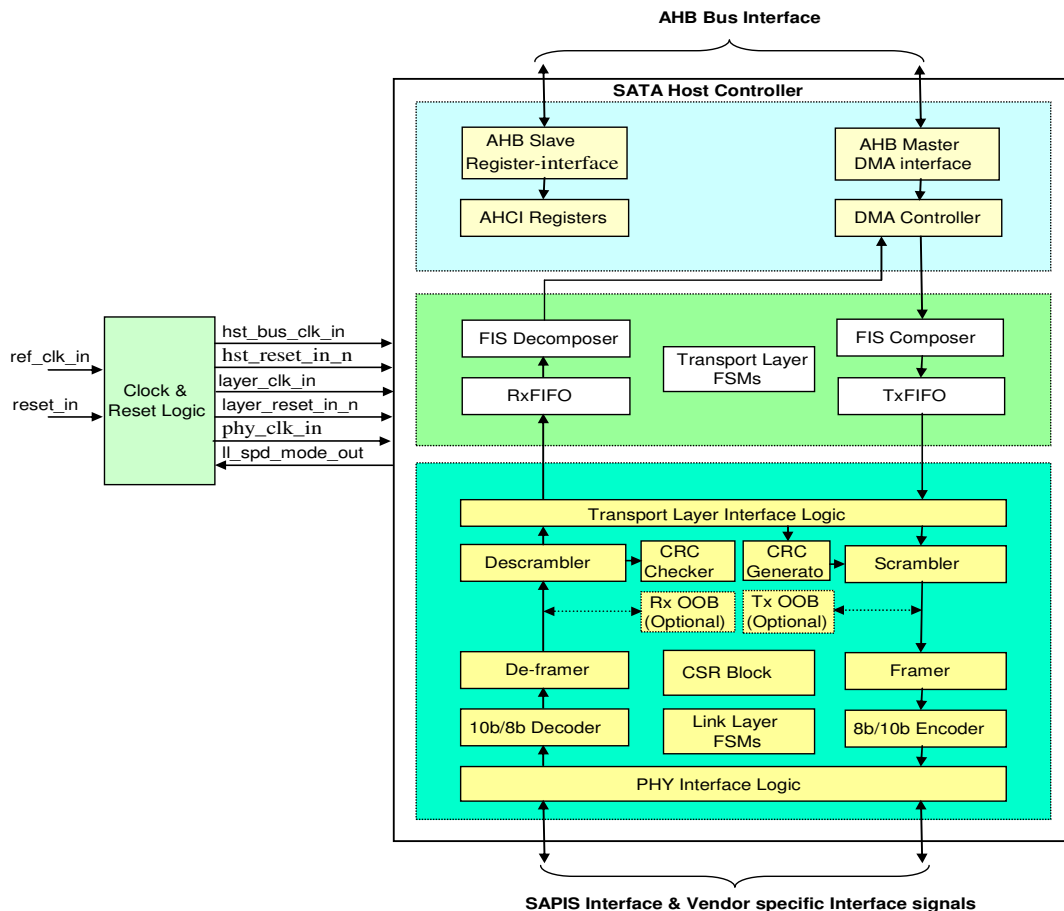 AHB Bus Interface
SATA Host Controller
AHB Slave
Register-interface
AHB Master
DMA interface
AHCI Registers
DMA Controller
FIS Decomposer
FIS Composer
Transport Layer
FSMs
RxFIFO
TxFIFO
ref_clk_in
reset_in
Clock &
Reset Logic
hst_bus_clk_in
hst_reset_in_n
layer_clk_in
layer_reset_in_n
phy_clk_in
ll_spd_mode_out
Transport Layer Interface Logic
Descrambler
CRC
Checker
CRC
Generato
Scrambler
Rx OOB
(Optional)
Tx OOB
(Optional)
De-framer
CSR Block
Framer
10b/8b Decoder
Link Layer
FSMs
8b/10b Encoder
PHY Interface Logic
SAPIS Interface & Vendor specific Interface signals